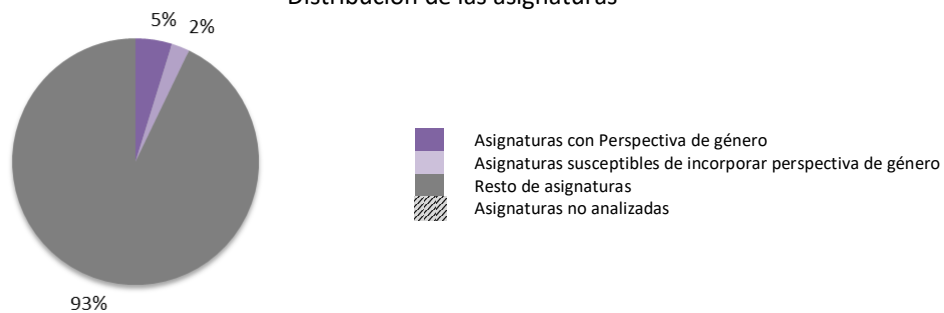 Distribución de las asignaturas
5%
2%
93%
Asignaturas con Perspectiva de género
Asignaturas susceptibles de incorporar perspectiva de género
Resto de asignaturas
Asignaturas no analizadas